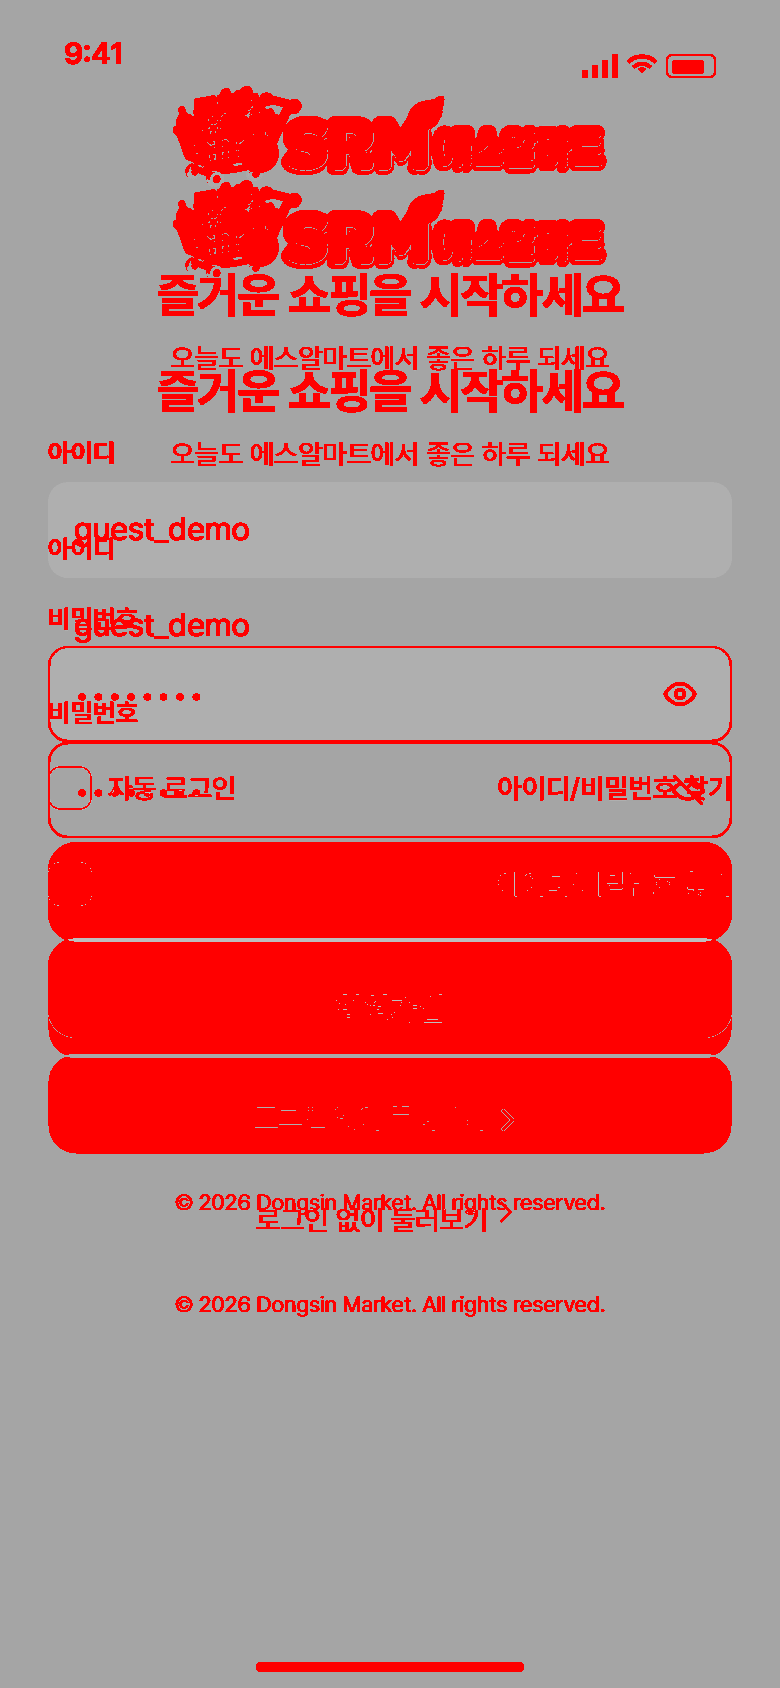 9:41
SRM 에스알마트
SRM 에스알마트
즐거운 쇼핑을 시작하세요
오늘도 에스알마트에서 좋은 하루 되세요
즐거운 쇼핑을 시작하세요
아이디
오늘도 에스알마트에서 좋은 하루 되세요
guest_demo
아이디
비밀번호
guest_demo
비밀번호
자동 로그인
아이디/비밀번호 찾기
© 2026 Dongsin Market. All rights reserved.
로그인 없이 둘러보기
© 2026 Dongsin Market. All rights reserved.